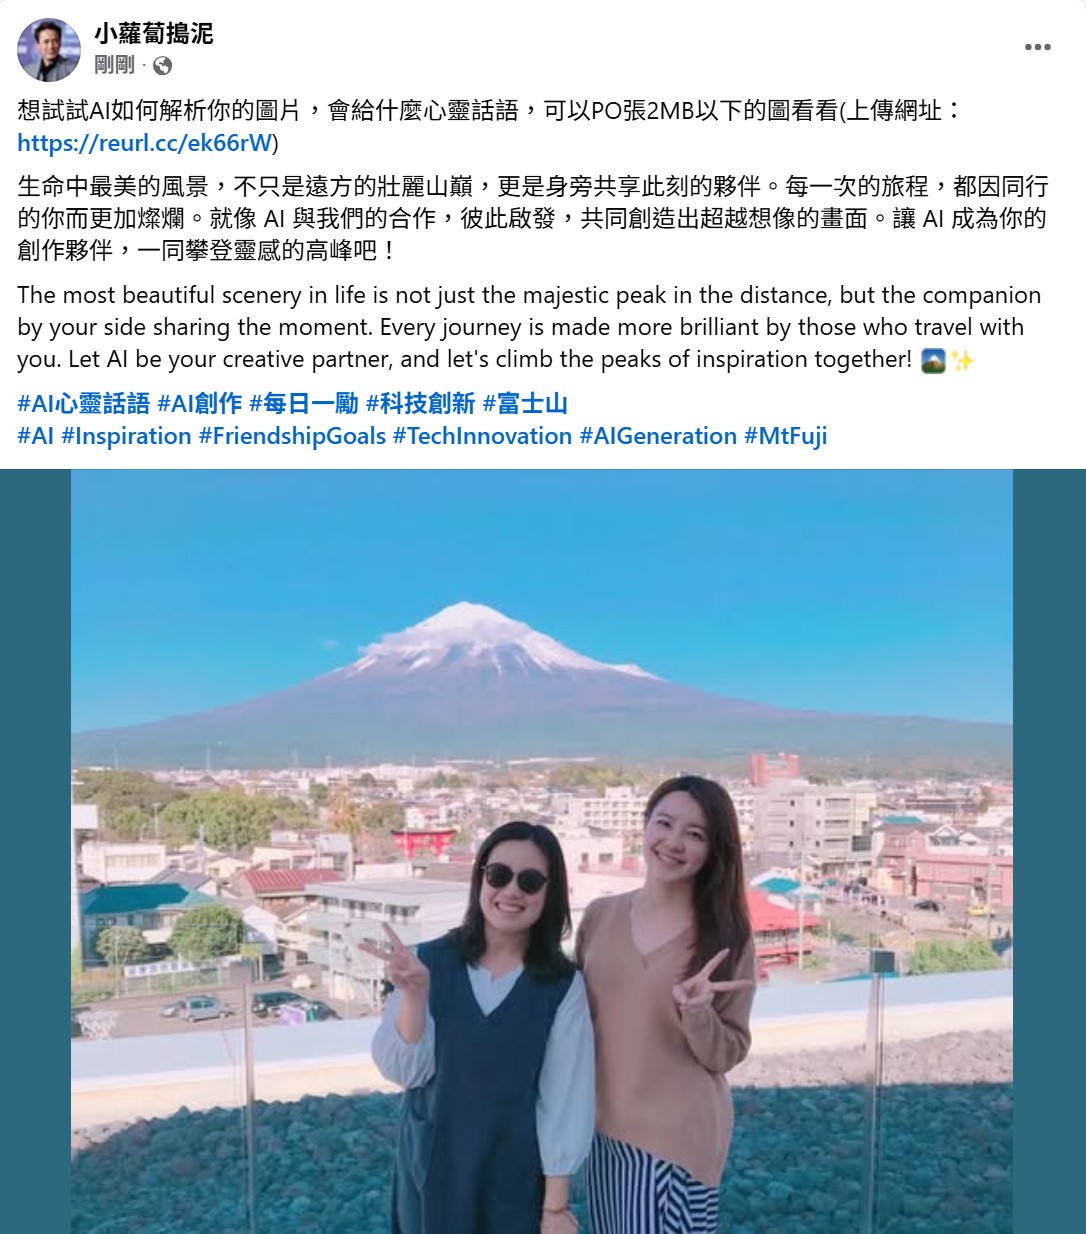 小蘿蔔搗泥
剛剛 ·
想試試AI如何解析你的圖片，會給什麼心靈話語，可以PO張2MB以下的圖看看(上傳網址：
https://reurl.cc/ek66rW)
生命中最美的風景，不只是遠方的壯麗山巔，更是身旁共享此刻的夥伴。每一次的旅程，都因同行
的你而更加燦爛。就像 AI 與我們的合作，彼此啟發，共同創造出超越想像的畫面。讓 AI 成為你的
創作夥伴，一同攀登靈感的高峰吧！
The most beautiful scenery in life is not just the majestic peak in the distance, but the companion
by your side sharing the moment. Every journey is made more brilliant by those who travel with
you. Let AI be your creative partner, and let's climb the peaks of inspiration together! 🌄✨
#AI心靈話語 #AI創作 #每日一勵 #科技創新 #富士山
#AI #Inspiration #FriendshipGoals #TechInnovation #AIGeneration #MtFuji